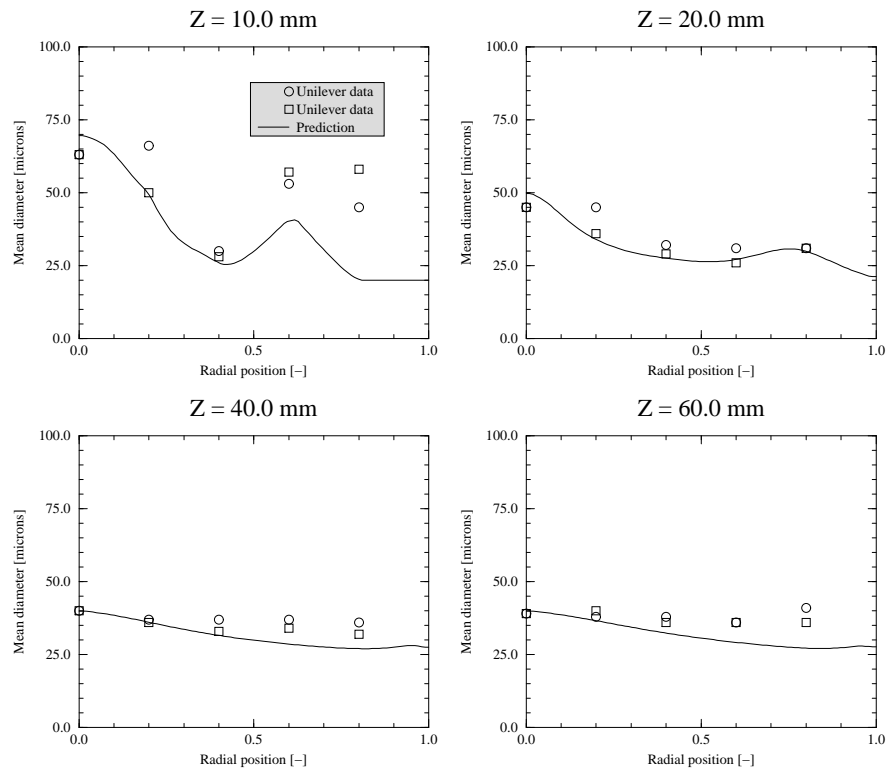 Z = 10.0 mm
100.0
75.0
50.0
25.0
0.0
Mean diameter [microns]
Unilever data
Unilever data
Prediction
0.0
0.5
1.0
Radial position [−]
Z = 20.0 mm
100.0
75.0
50.0
25.0
0.0
Mean diameter [microns]
0.0
0.5
1.0
Radial position [−]
Z = 40.0 mm
100.0
75.0
50.0
25.0
0.0
Mean diameter [microns]
0.0
0.5
1.0
Radial position [−]
Z = 60.0 mm
100.0
75.0
50.0
25.0
0.0
Mean diameter [microns]
0.0
0.5
1.0
Radial position [−]